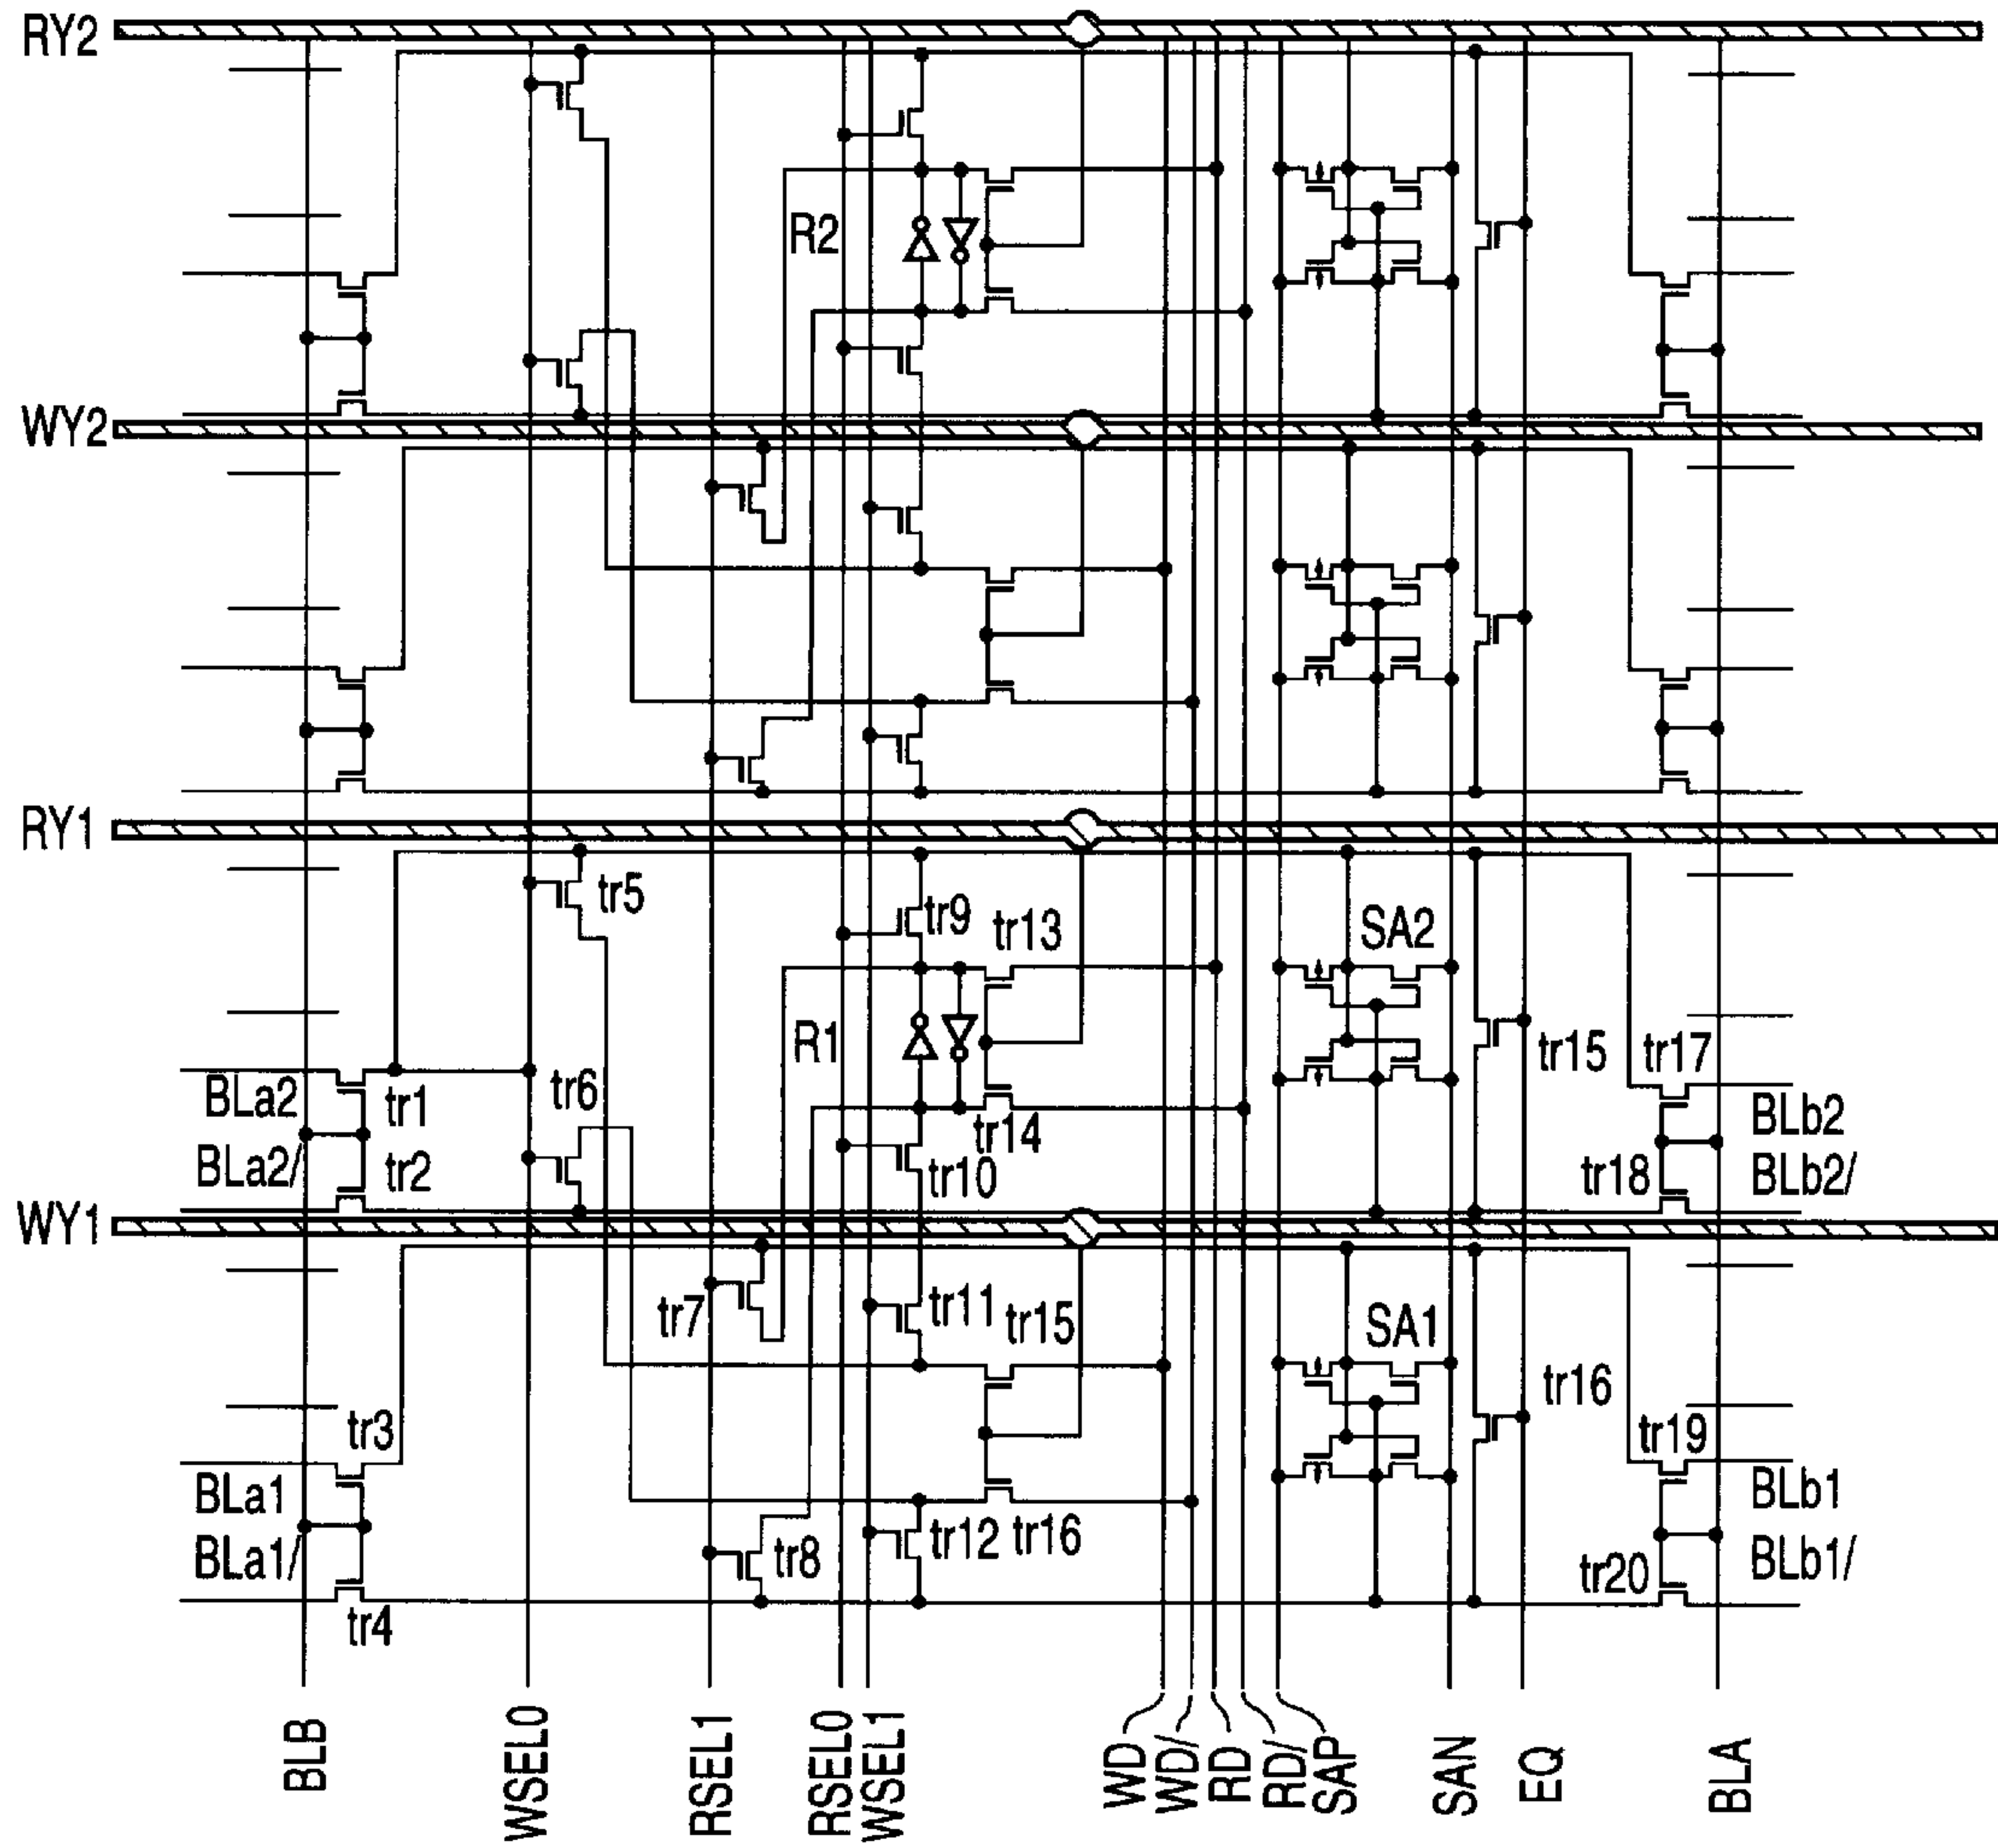 RY2
R2
WY2
RY1
tr5
tr9
tr13
SA2
R1
tr15
tr17
BLa2
tr1
tr6
tr14
BLb2
BLa2/
tr2
tr10
tr18
BLb2/
WY1
tr7
tr11
tr15
SA1
tr16
tr3
tr19
BLa1
BLb1
BLa1/
tr8
tr12
tr16
tr20
BLb1/
tr4
BLB
WSEL0
RSEL1
RSEL0
WSEL1
WD
WD/
RD
RD/
SAP
SAN
EQ
BLA